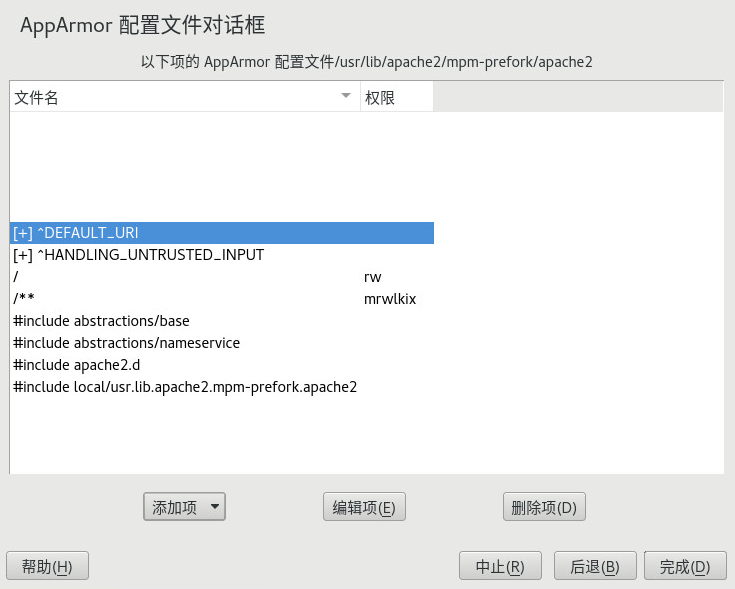 AppArmor 配置文件对话框
以下项的 AppArmor 配置文件/usr/lib/apache2/mpm-prefork/apache2
文件名 权限
[+] ^DEFAULT_URI
[+] ^HANDLING_UNTRUSTED_INPUT
/ rw
/** mrwlkix
#include abstractions/base
#include abstractions/nameservice
#include apache2.d
#include local/usr.lib.apache2.mpm-prefork.apache2
添加项 编辑项(E) 删除项(D)
帮助(H) 中止(R) 后退(B) 完成(D)